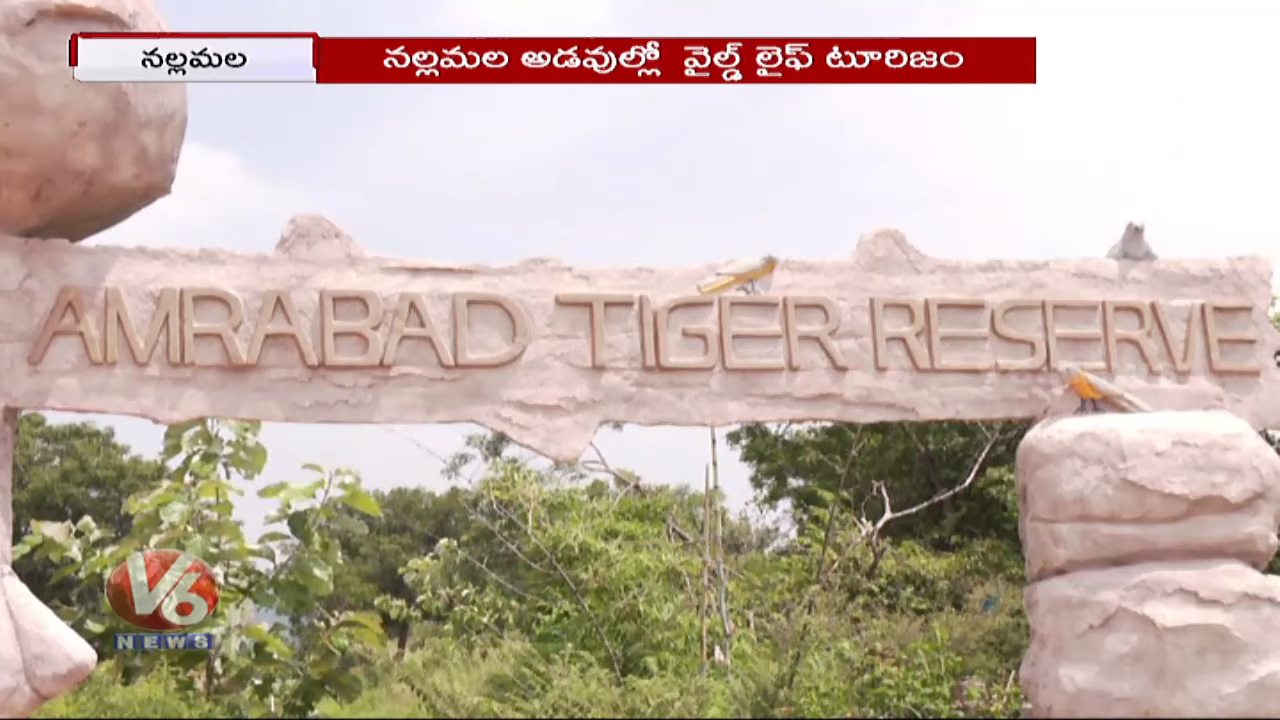 నల్లమల
నల్లమల అడవుల్లో వైల్డ్ లైఫ్ టూరిజం
AMRABAD TIGER RESERVE
V6
NEWS